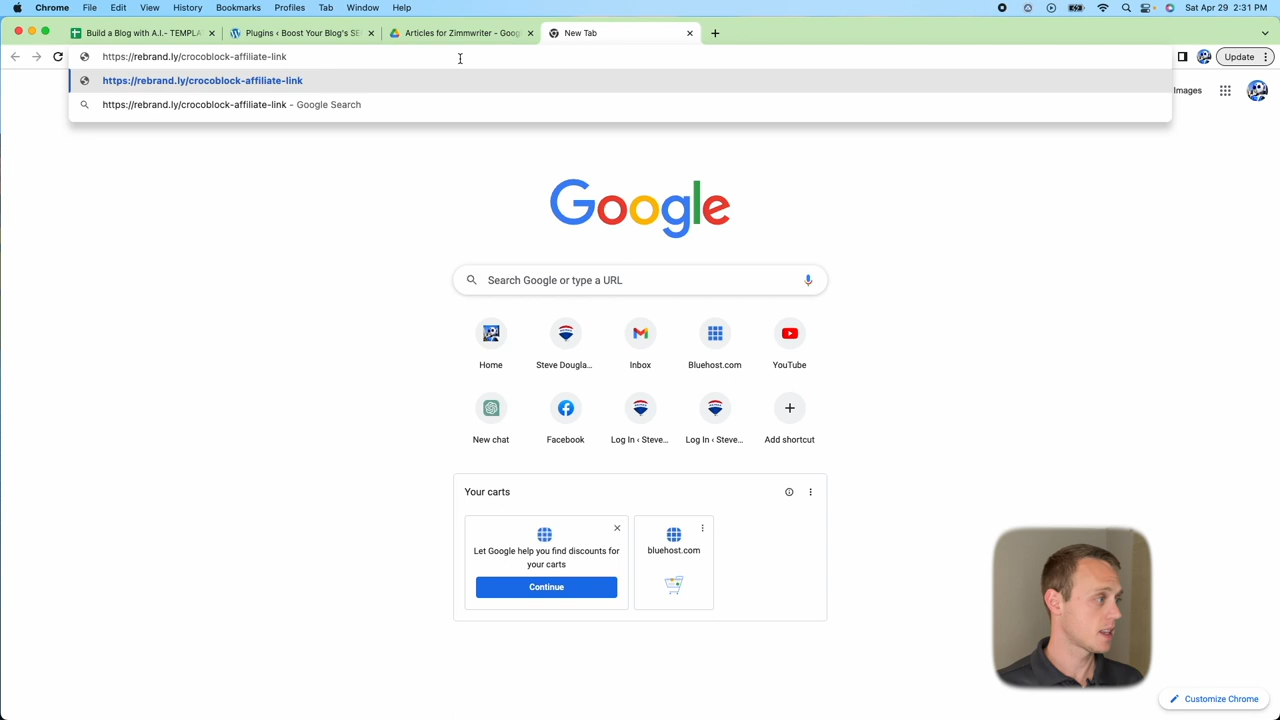 Chrome File Edit View History Bookmarks Profiles Tab Window Help Sat Apr 29 2:31 PM
Build a Blog with A.I.- TEMPLA Plugins ‹ Boost Your Blog's SE Articles for Zimmwriter - Goog New Tab
https://rebrand.ly/crocoblock-affiliate-link Update
https://rebrand.ly/crocoblock-affiliate-link
https://rebrand.ly/crocoblock-affiliate-link - Google Search
Images
Google
Search Google or type a URL
Home Steve Dougla... Inbox Bluehost.com YouTube
New chat Facebook Log In ‹ Steve... Log In ‹ Steve... Add shortcut
Your carts
Let Google help you find discounts for your carts
bluehost.com
Continue
Customize Chrome